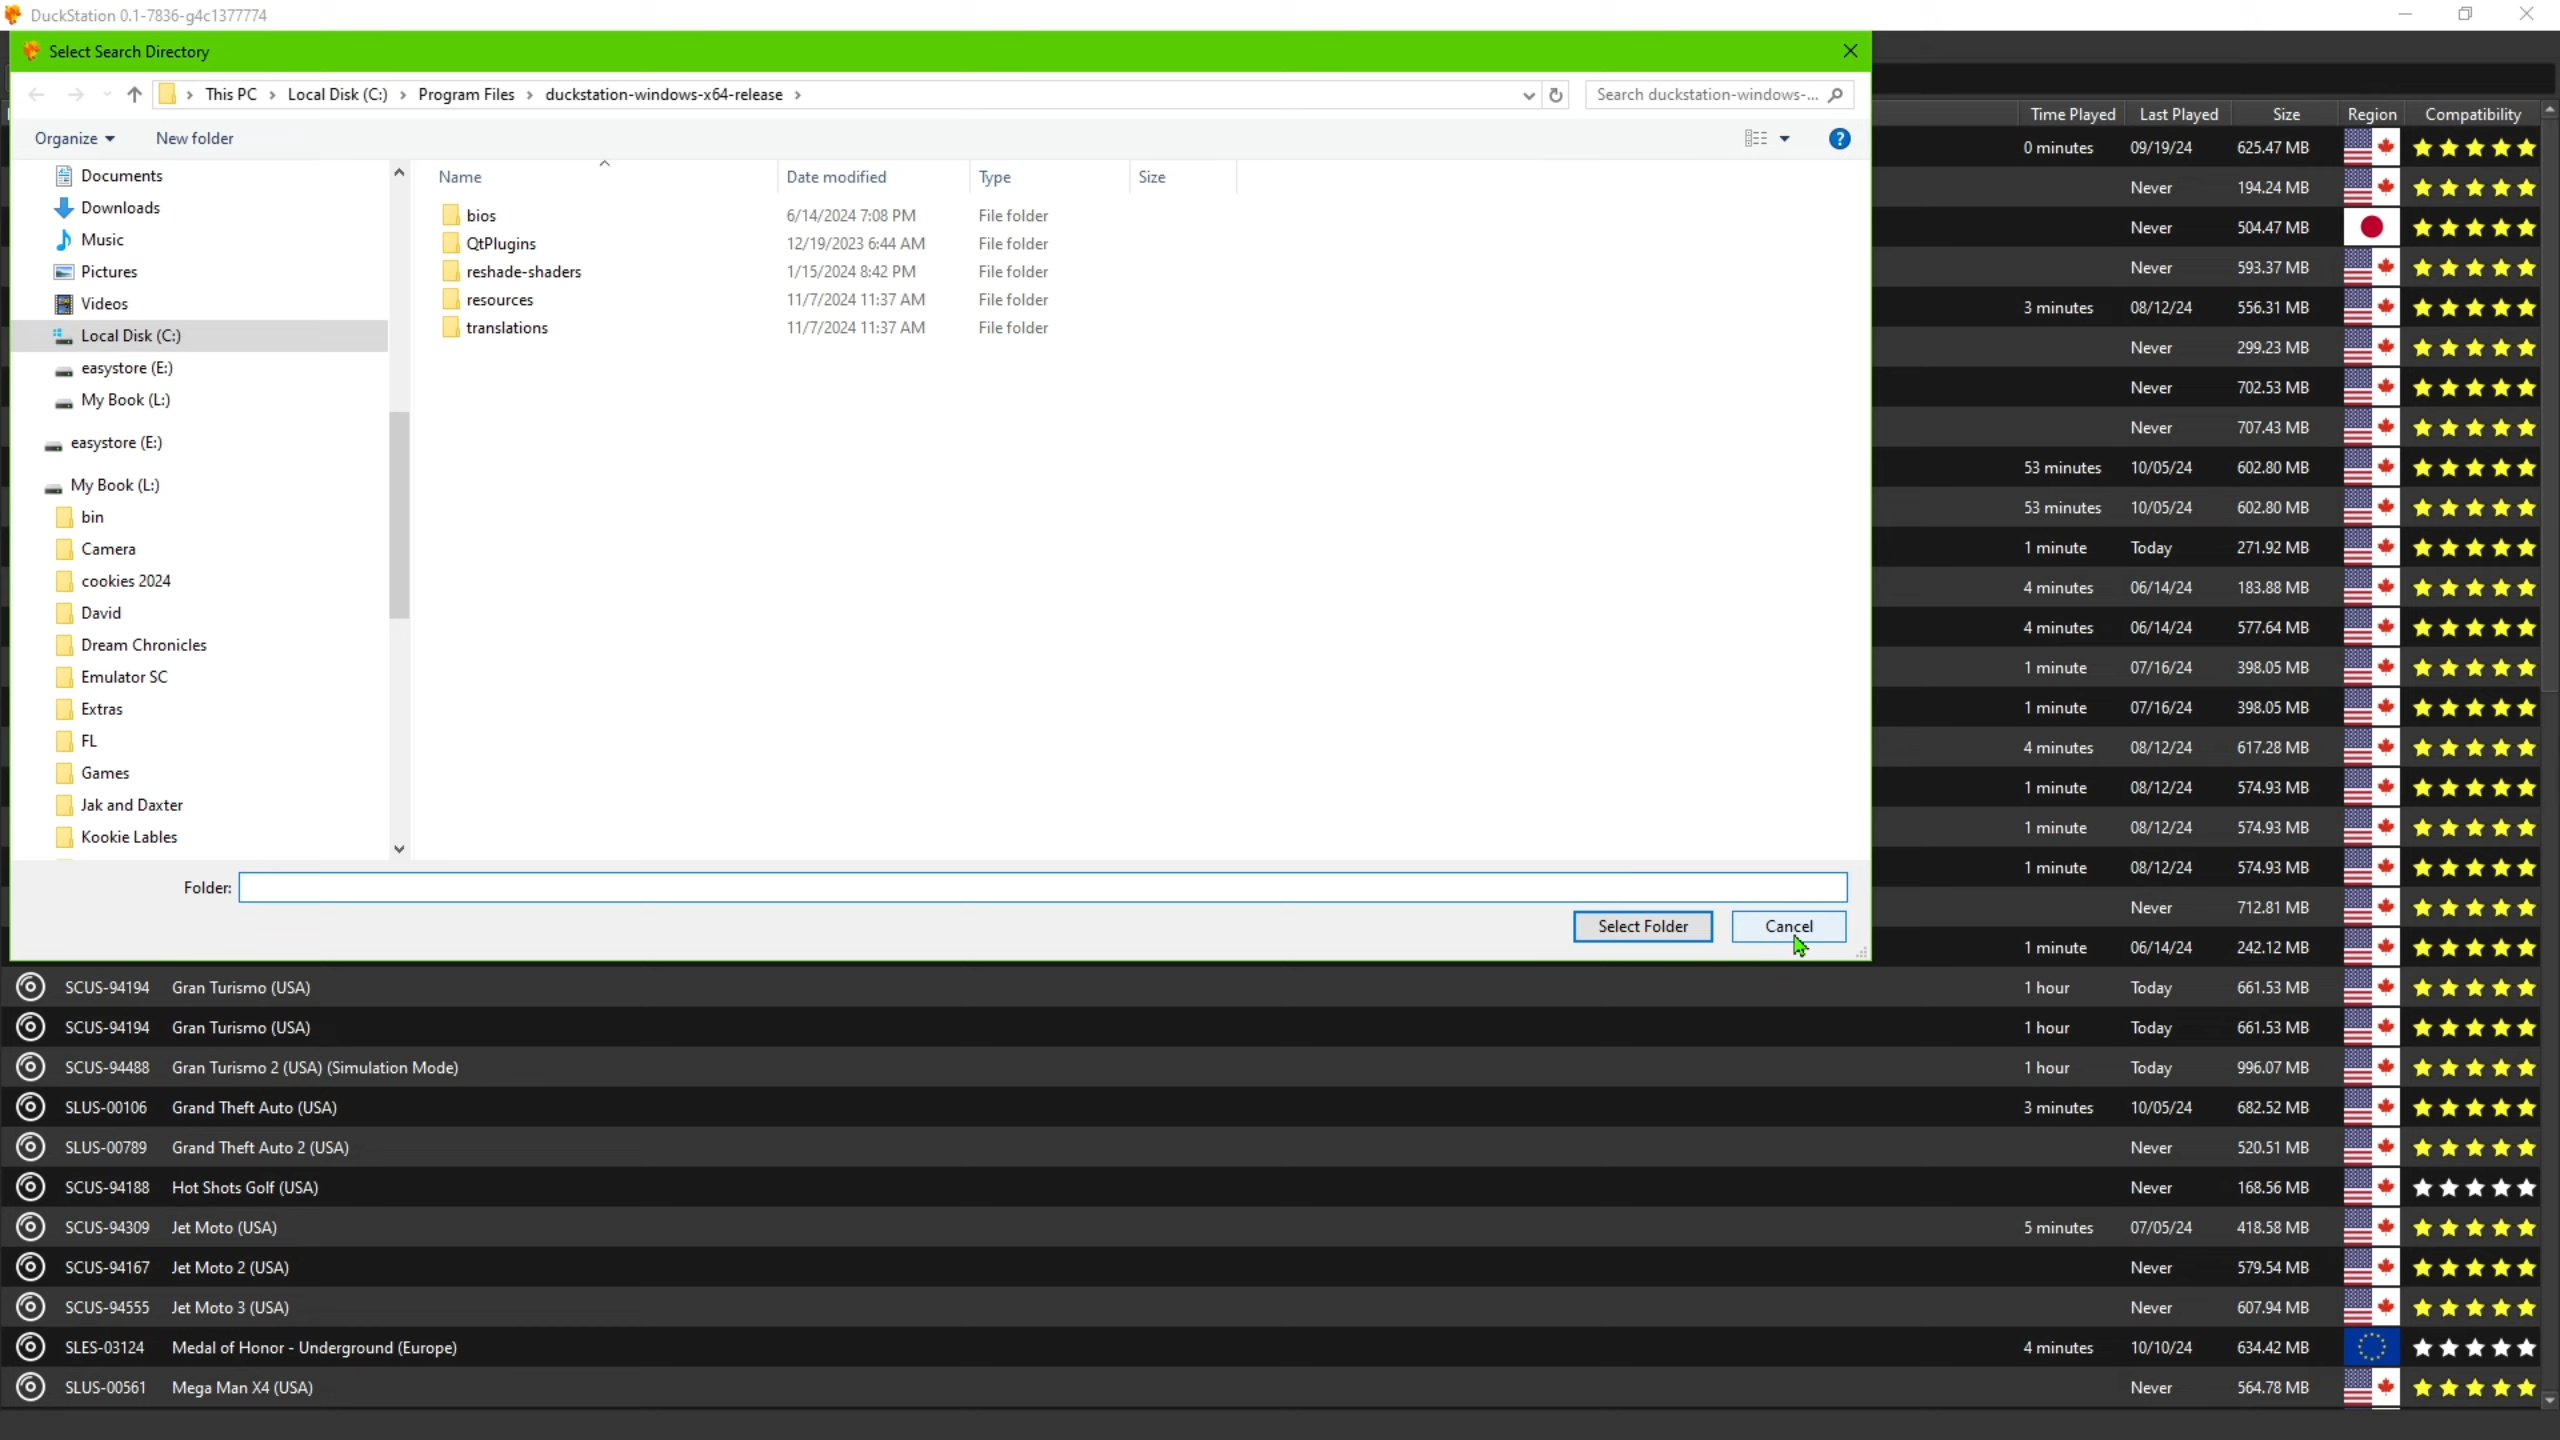 DuckStation 0.1-7836-g4c1377774
Select Search Directory
This PC > Local Disk (C:) > Program Files > duckstation-windows-x64-release >
Search duckstation-windows-...
Organize
New folder
Documents
Downloads
Music
Pictures
Videos
Local Disk (C:)
easystore (E:)
My Book (L:)
easystore (E:)
My Book (L:)
bin
Camera
cookies 2024
David
Dream Chronicles
Emulator SC
Extras
FL
Games
Jak and Daxter
Kookie Lables
Name Date modified Type Size
bios 6/14/2024 7:08 PM File folder
QtPlugins 12/19/2023 6:44 AM File folder
reshade-shaders 1/15/2024 8:42 PM File folder
resources 11/7/2024 11:37 AM File folder
translations 11/7/2024 11:37 AM File folder
Folder:
Select Folder
Cancel
Time Played Last Played Size Region Compatibility
0 minutes 09/19/24 625.47 MB
Never 194.24 MB
Never 504.47 MB
Never 593.37 MB
3 minutes 08/12/24 556.31 MB
Never 299.23 MB
Never 702.53 MB
Never 707.43 MB
53 minutes 10/05/24 602.80 MB
53 minutes 10/05/24 602.80 MB
1 minute Today 271.92 MB
4 minutes 06/14/24 183.88 MB
4 minutes 06/14/24 577.64 MB
1 minute 07/16/24 398.05 MB
1 minute 07/16/24 398.05 MB
4 minutes 08/12/24 617.28 MB
1 minute 08/12/24 574.93 MB
1 minute 08/12/24 574.93 MB
1 minute 08/12/24 574.93 MB
Never 712.81 MB
1 minute 06/14/24 242.12 MB
SCUS-94194 Gran Turismo (USA) 1 hour Today 661.53 MB
SCUS-94194 Gran Turismo (USA) 1 hour Today 661.53 MB
SCUS-94488 Gran Turismo 2 (USA) (Simulation Mode) 1 hour Today 996.07 MB
SLUS-00106 Grand Theft Auto (USA) 3 minutes 10/05/24 682.52 MB
SLUS-00789 Grand Theft Auto 2 (USA) Never 520.51 MB
SCUS-94188 Hot Shots Golf (USA) Never 168.56 MB
SCUS-94309 Jet Moto (USA) 5 minutes 07/05/24 418.58 MB
SCUS-94167 Jet Moto 2 (USA) Never 579.54 MB
SCUS-94555 Jet Moto 3 (USA) Never 607.94 MB
SLES-03124 Medal of Honor - Underground (Europe) 4 minutes 10/10/24 634.42 MB
SLUS-00561 Mega Man X4 (USA) Never 564.78 MB